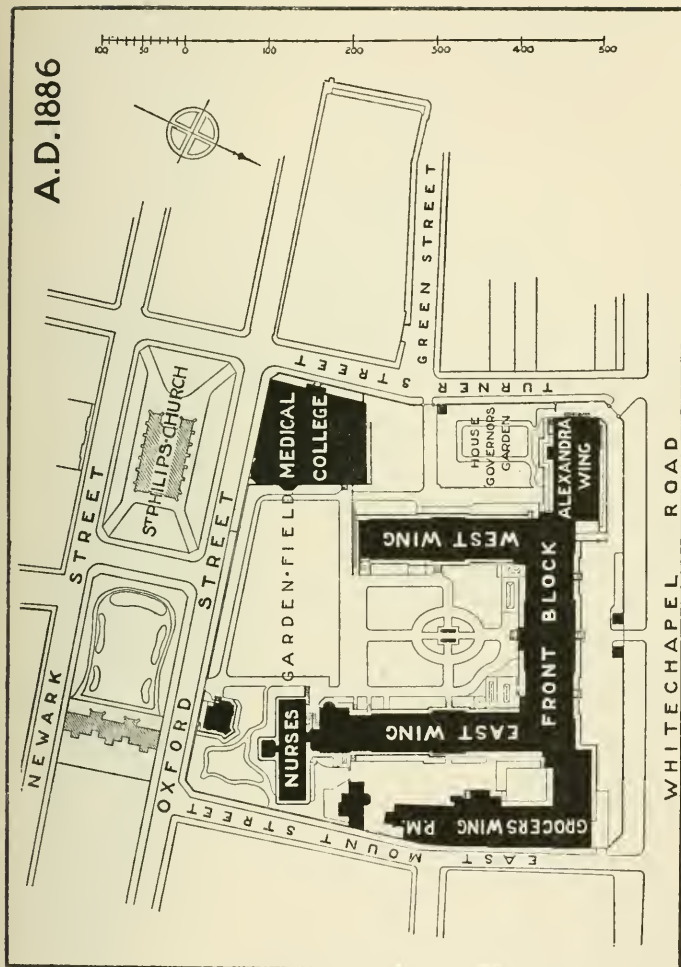 A.D.1886
100 50 0 100 200 300 400 500
NEWARK STREET
ST PHILIPS·CHURCH
OXFORD STREET
GARDEN·FIELD
MEDICAL
COLLEGE
TURNER STREET
GREEN STREET
NURSES
EAST MOUNT STREET
HOUSE
GOVERNORS
GARDEN
WEST WING
EAST WING
ALEXANDRA
WING
FRONT BLOCK
GROCERS WING
P.M.
WHITECHAPEL ROAD